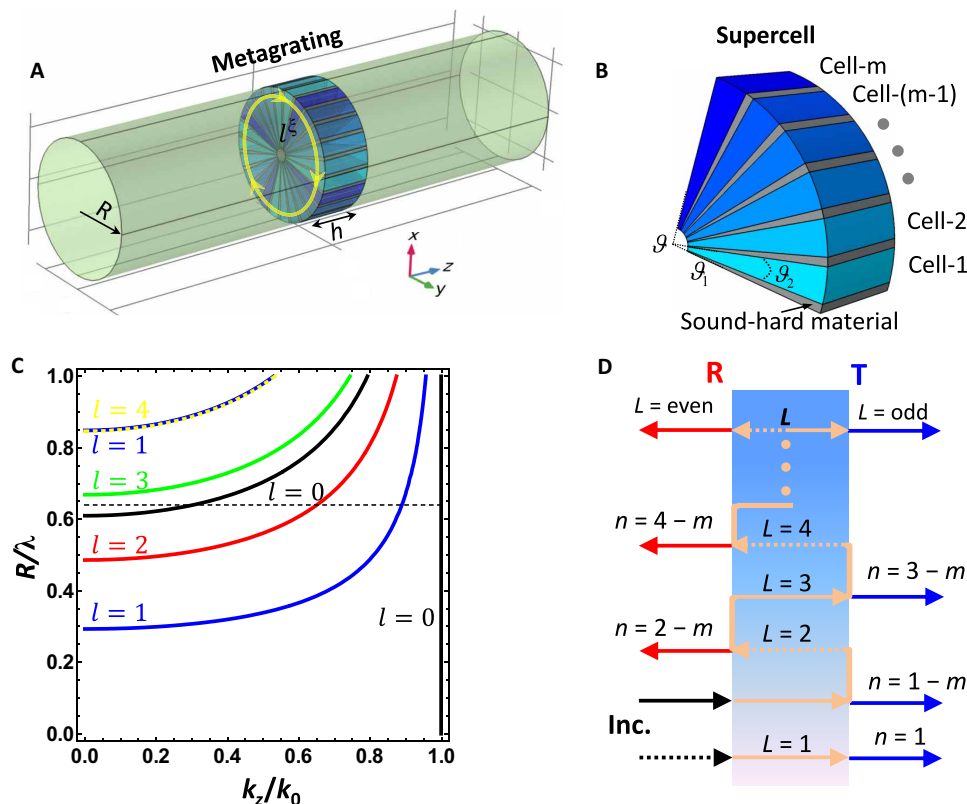 A
Metagrating
l^ξ
R
h
x
z
y
Supercell
B
Cell-m
Cell-(m-1)
Cell-2
Cell-1
ϑ
ϑ₁
ϑ₂
Sound-hard material
C
1.0
0.8
0.6
0.4
0.2
0.0
R/λ
l = 4
l = 1
l = 3
l = 0
l = 2
l = 1
l = 0
0.0 0.2 0.4 0.6 0.8 1.0
k_z/k_0
D
R T
L = even L L = odd
n = 4 − m L = 4
L = 3 n = 3 − m
n = 2 − m L = 2
n = 1 − m
Inc.
L = 1 n = 1